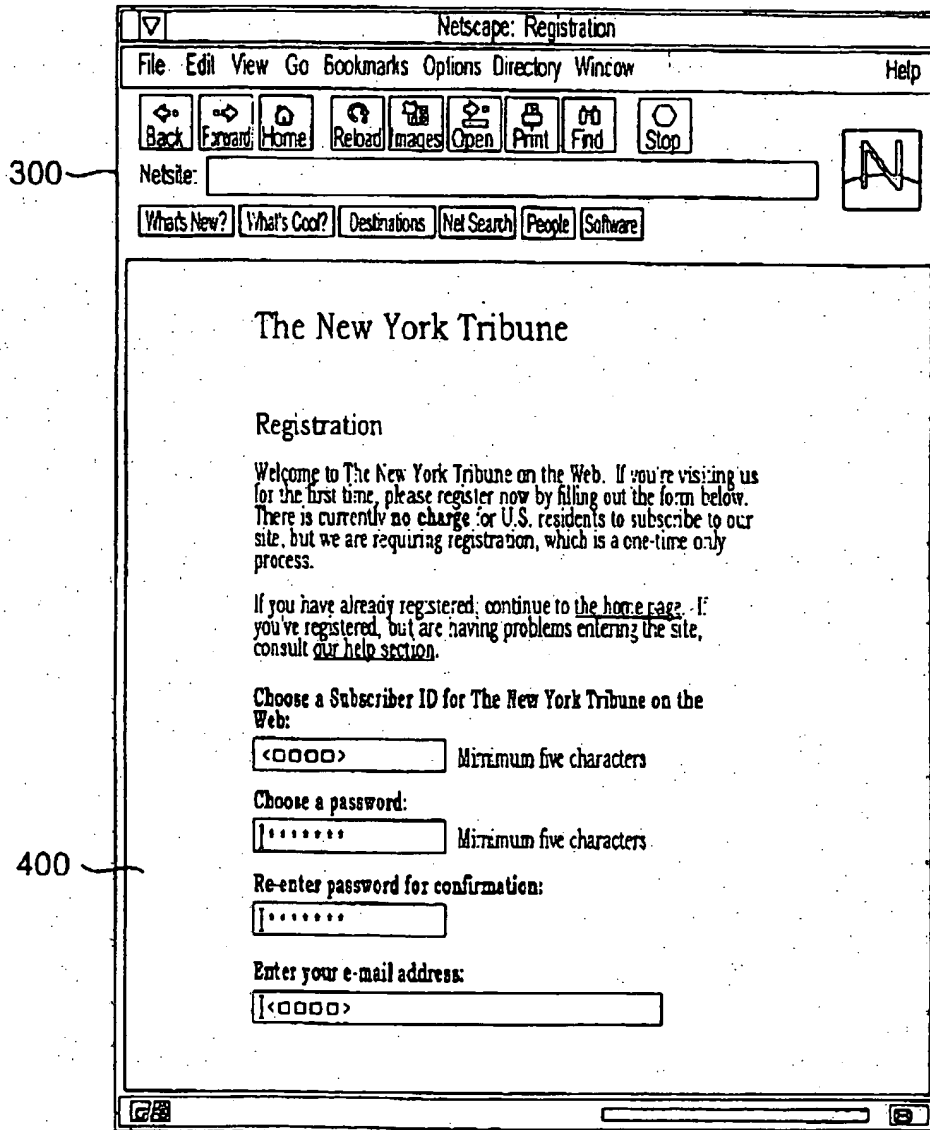 Netscape: Registration
File Edit View Go Bookmarks Options Directory Window Help
Back Forward Home Reload Images Open Print Find Stop
300
Netsite:
N
What's New? What's Cool? Destinations Net Search People Software
The New York Tribune
Registration
Welcome to The New York Tribune on the Web. If you're visiting us
for the first time, please register now by filling out the form below.
There is currently no charge for U.S. residents to subscribe to our
site, but we are requiring registration, which is a one-time only
process.
If you have already registered, continue to the home page. If
you've registered, but are having problems entering the site,
consult our help section.
Choose a Subscriber ID for The New York Tribune on the
Web:
<□□□□> Minimum five characters
Choose a password:
******* Minimum five characters
400
Re-enter password for confirmation:
*******
Enter your e-mail address:
<□□□□>